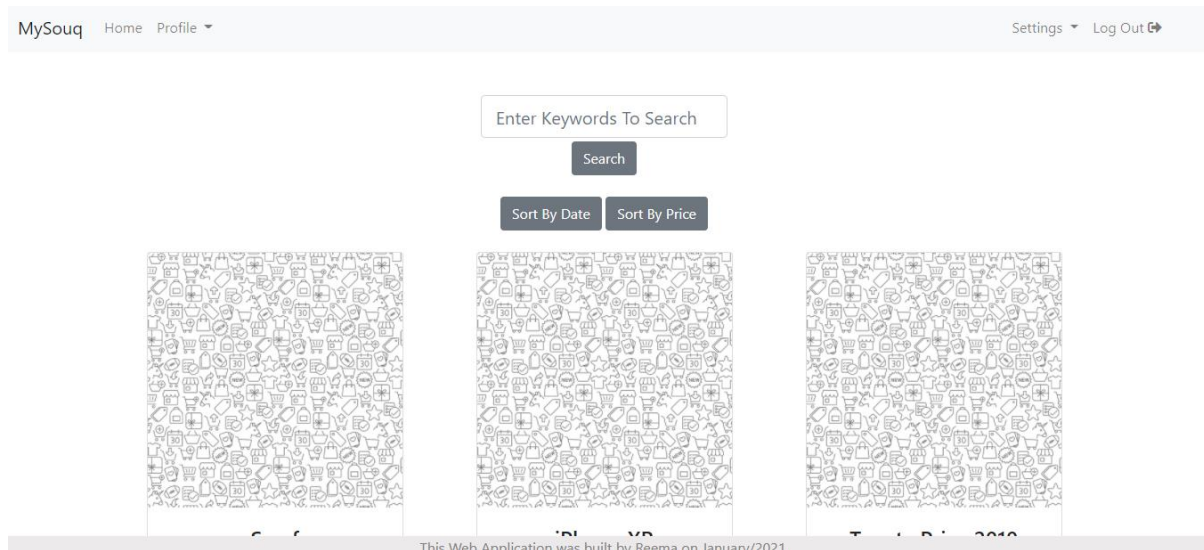 MySouq Home Profile Settings Log Out
Enter Keywords To Search
Search
Sort By Date Sort By Price
This Web Application was built by Reema on January/2021